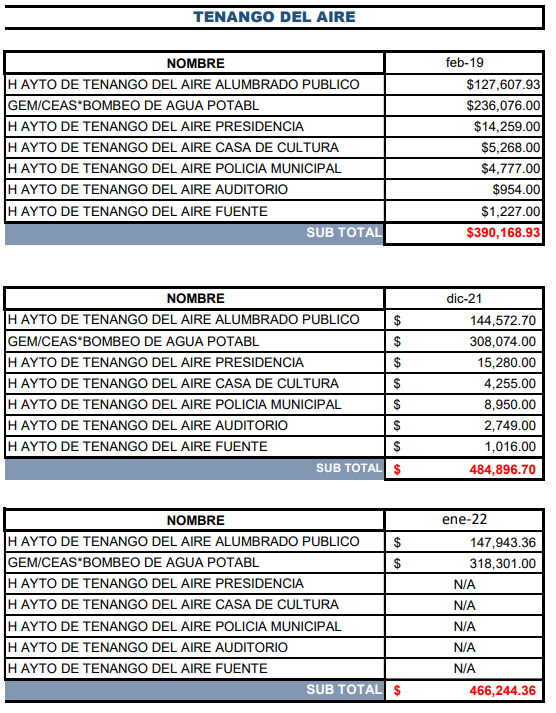 TENANGO DEL AIRE
NOMBRE feb-19
H AYTO DE TENANGO DEL AIRE ALUMBRADO PUBLICO $127,607.93
GEM/CEAS*BOMBEO DE AGUA POTABL $236,076.00
H AYTO DE TENANGO DEL AIRE PRESIDENCIA $14,259.00
H AYTO DE TENANGO DEL AIRE CASA DE CULTURA $5,268.00
H AYTO DE TENANGO DEL AIRE POLICIA MUNICIPAL $4,777.00
H AYTO DE TENANGO DEL AIRE AUDITORIO $954.00
H AYTO DE TENANGO DEL AIRE FUENTE $1,227.00
SUB TOTAL $390,168.93
NOMBRE dic-21
H AYTO DE TENANGO DEL AIRE ALUMBRADO PUBLICO $ 144,572.70
GEM/CEAS*BOMBEO DE AGUA POTABL $ 308,074.00
H AYTO DE TENANGO DEL AIRE PRESIDENCIA $ 15,280.00
H AYTO DE TENANGO DEL AIRE CASA DE CULTURA $ 4,255.00
H AYTO DE TENANGO DEL AIRE POLICIA MUNICIPAL $ 8,950.00
H AYTO DE TENANGO DEL AIRE AUDITORIO $ 2,749.00
H AYTO DE TENANGO DEL AIRE FUENTE $ 1,016.00
SUB TOTAL $ 484,896.70
NOMBRE ene-22
H AYTO DE TENANGO DEL AIRE ALUMBRADO PUBLICO $ 147,943.36
GEM/CEAS*BOMBEO DE AGUA POTABL $ 318,301.00
H AYTO DE TENANGO DEL AIRE PRESIDENCIA N/A
H AYTO DE TENANGO DEL AIRE CASA DE CULTURA N/A
H AYTO DE TENANGO DEL AIRE POLICIA MUNICIPAL N/A
H AYTO DE TENANGO DEL AIRE AUDITORIO N/A
H AYTO DE TENANGO DEL AIRE FUENTE N/A
SUB TOTAL $ 466,244.36